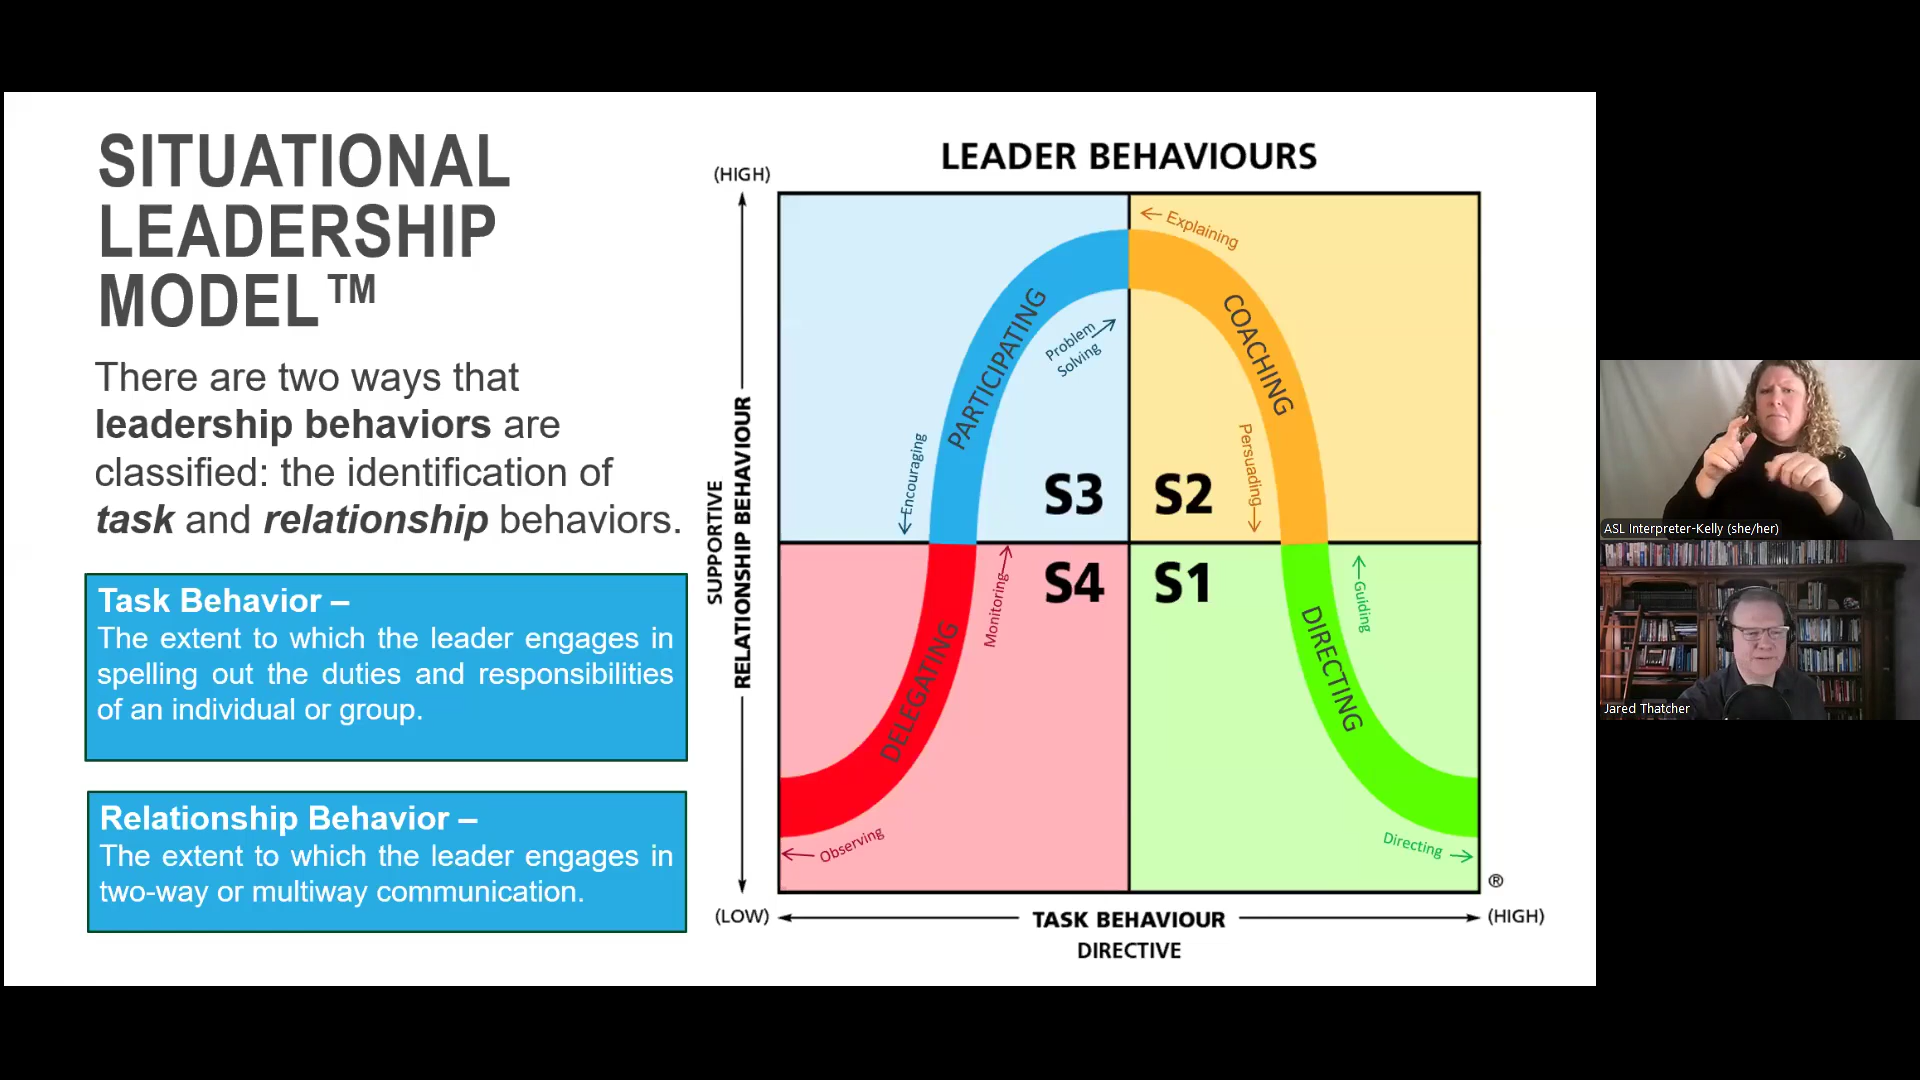 SITUATIONAL
LEADERSHIP
MODEL™
There are two ways that
leadership behaviors are
classified: the identification of
task and relationship behaviors.
Task Behavior –
The extent to which the leader engages in
spelling out the duties and responsibilities
of an individual or group.
Relationship Behavior –
The extent to which the leader engages in
two-way or multiway communication.
LEADER BEHAVIOURS
(HIGH)
SUPPORTIVE
RELATIONSHIP BEHAVIOUR
Explaining
PARTICIPATING
COACHING
Problem
Solving
Encouraging
Persuading
S3
S2
S4
S1
Monitoring
Guiding
DELEGATING
DIRECTING
Observing
Directing
®
(LOW)
TASK BEHAVIOUR
(HIGH)
DIRECTIVE
ASL Interpreter-Kelly (she/her)
Jared Thatcher